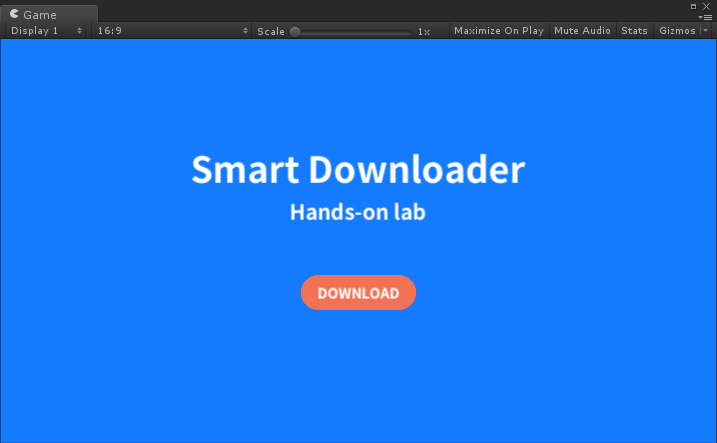 Game
Display 1 16:9 Scale 1x Maximize On Play Mute Audio Stats Gizmos
Smart Downloader
Hands-on lab
DOWNLOAD